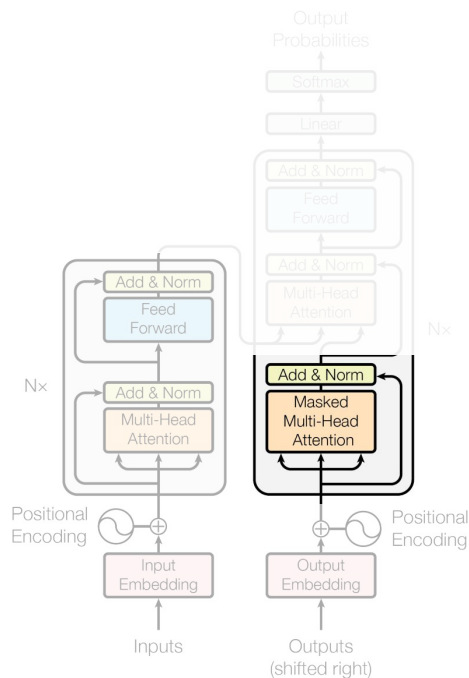 Output
Probabilities
Softmax
Linear
Add & Norm
Feed
Forward
Add & Norm
Multi-Head
Attention
Nx
Add & Norm
Masked
Multi-Head
Attention
Positional
Encoding
Output
Embedding
Outputs
(shifted right)
Add & Norm
Feed
Forward
Nx
Add & Norm
Multi-Head
Attention
Positional
Encoding
Input
Embedding
Inputs